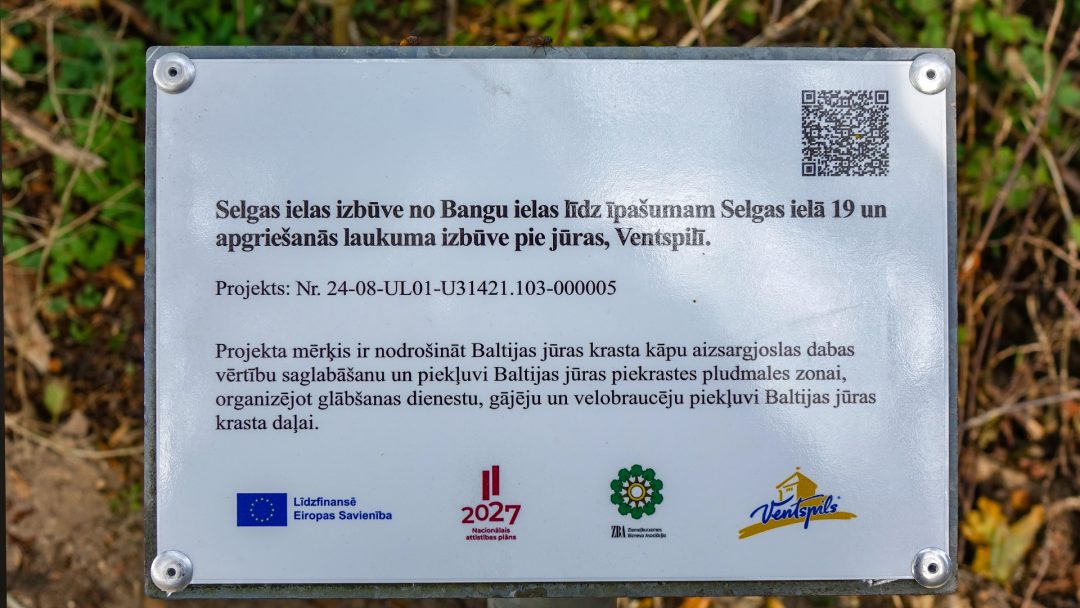 Selgas ielas izbūve no Bangu ielas līdz īpašumam Selgas ielā 19 un
apgriešanās laukuma izbūve pie jūras, Ventspilī.
Projekts: Nr. 24-08-UL01-U31421.103-000005
Projekta mērķis ir nodrošināt Baltijas jūras krasta kāpu aizsargjoslas dabas
vērtību saglabāšanu un piekļuvi Baltijas jūras piekrastes pludmales zonai,
organizējot glābšanas dienestu, gājēju un velobraucēju piekļuvi Baltijas jūras
krasta daļai.
Līdzfinansē
Eiropas Savienība
2027
Nacionālais
attīstības plāns
ZBA
Ziemeļkurzemes
Biznesa Asociācija
Ventspils